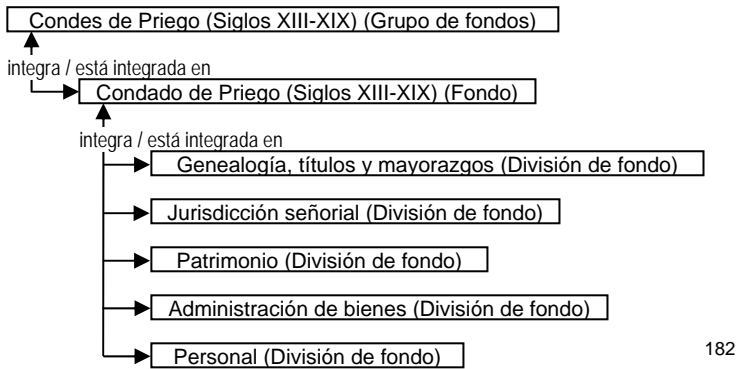 Condes de Priego (Siglos XIII-XIX) (Grupo de fondos)
integra / está integrada en
Condado de Priego (Siglos XIII-XIX) (Fondo)
integra / está integrada en
Genealogía, títulos y mayorazgos (División de fondo)
Jurisdicción señorial (División de fondo)
Patrimonio (División de fondo)
Administración de bienes (División de fondo)
Personal (División de fondo)
182